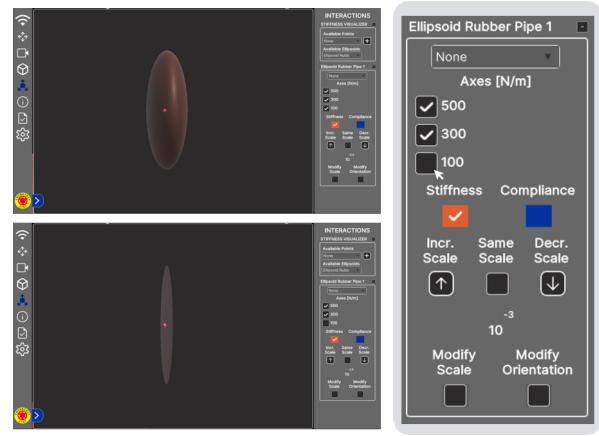 INTERACTIONS
STIFFNESS VISUALIZER
Available Points
None
Available Ellipsoids
Ellipsoid Rubb
Ellipsoid Rubber Pipe 1
None
Axes [N/m]
500
300
100
Stiffness Compliance
Incr. Scale Same Scale Decr. Scale
-3
10
Modify Scale Modify Orientation
INTERACTIONS
STIFFNESS VISUALIZER
Available Points
None
Available Ellipsoids
Ellipsoid Rubb
Ellipsoid Rubber Pipe 1
None
Axes [N/m]
500
300
100
Stiffness Compliance
Incr. Scale Same Scale Decr. Scale
-3
10
Modify Scale Modify Orientation
Ellipsoid Rubber Pipe 1
None
Axes [N/m]
500
300
100
Stiffness Compliance
Incr. Same Decr.
Scale Scale Scale
-3
10
Modify Modify
Scale Orientation